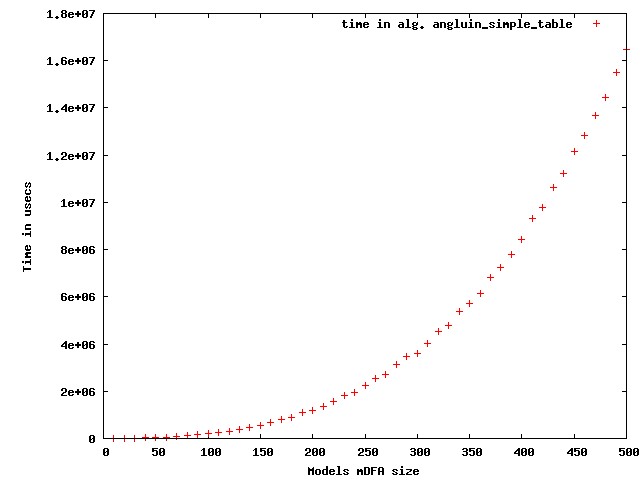 1.8e+07
time in alg. angluin_simple_table
1.6e+07
1.4e+07
1.2e+07
1e+07
8e+06
6e+06
4e+06
2e+06
0
Time in usecs
0 50 100 150 200 250 300 350 400 450 500
Models mDFA size